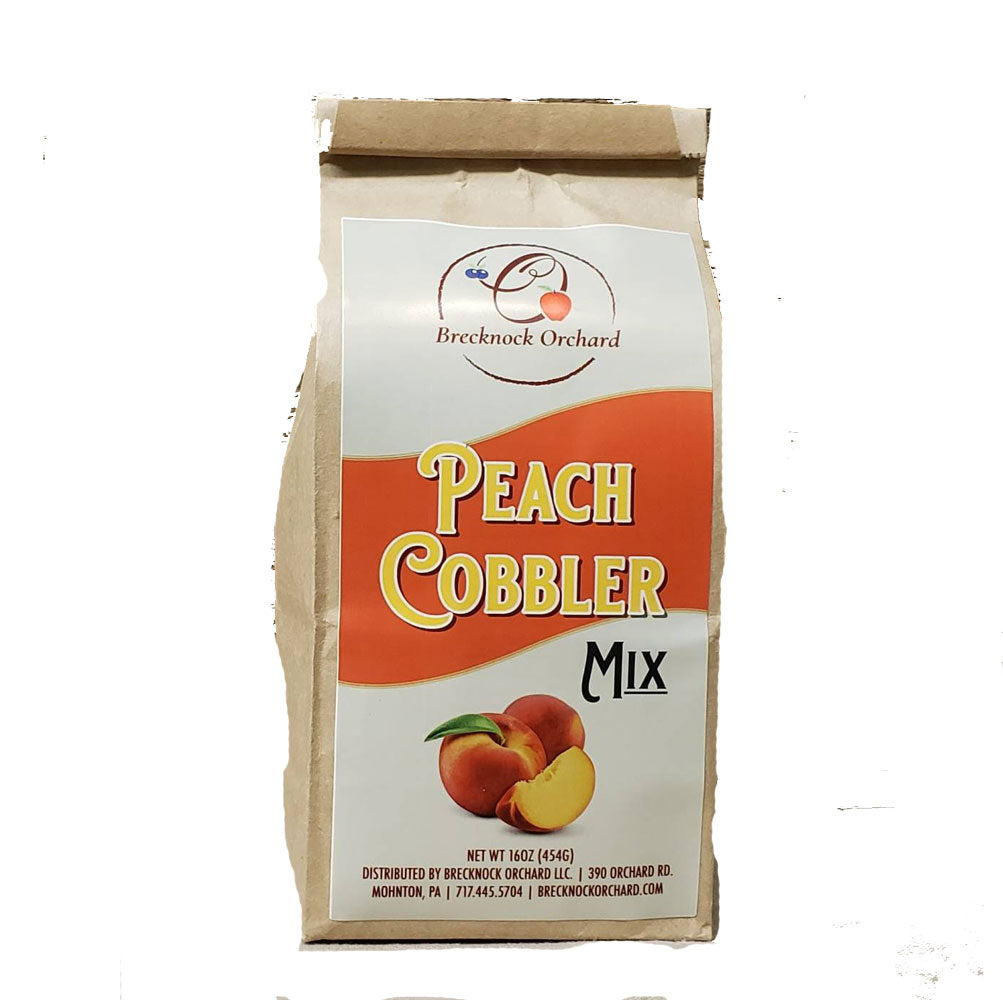 Brecknock Orchard
PEACH
COBBLER
MIX
NET WT 16OZ (454G)
DISTRIBUTED BY BRECKNOCK ORCHARD LLC. | 390 ORCHARD RD.
MOHNTON, PA | 717.445.5704 | BRECKNOCKORCHARD.COM